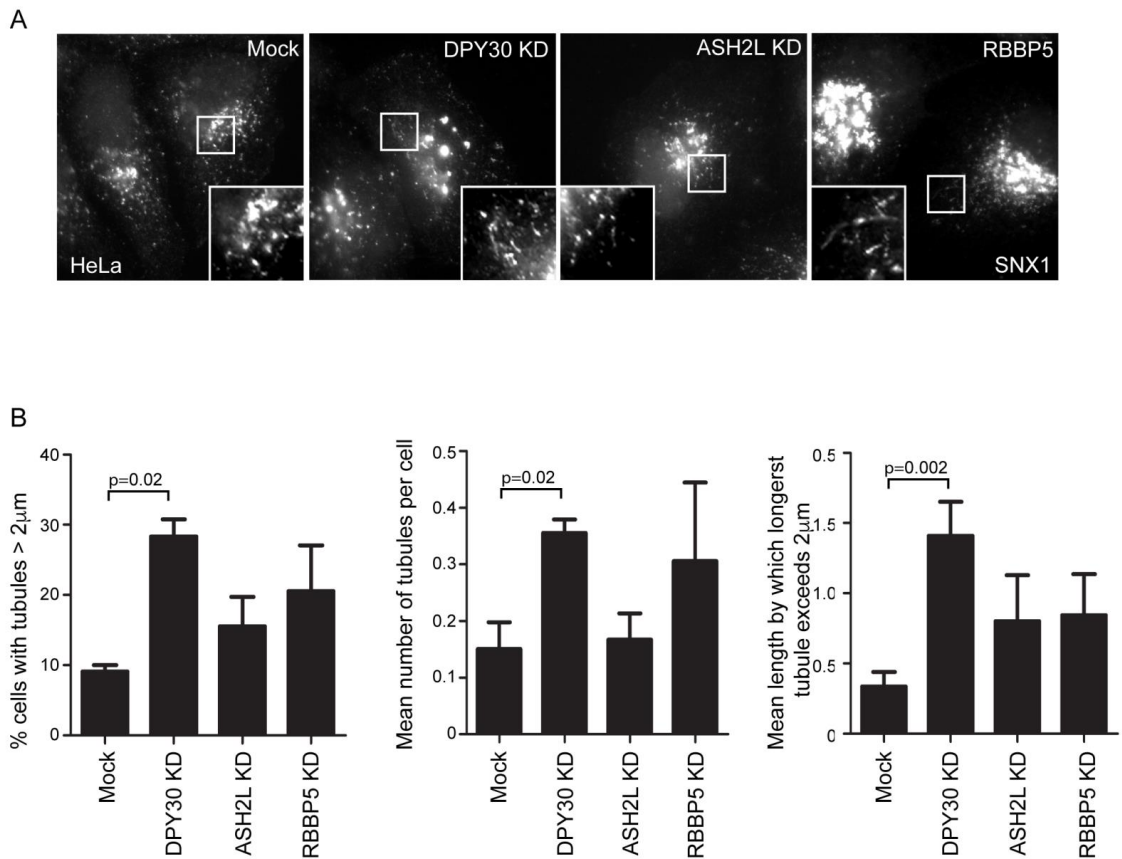 A
Mock
DPY30 KD
ASH2L KD
RBBP5
HeLa
SNX1
B
% cells with tubules > 2μm
40
30
20
10
0
p=0.02
Mock
DPY30 KD
ASH2L KD
RBBP5 KD
Mean number of tubules per cell
0.5
0.4
0.3
0.2
0.1
0
p=0.02
Mock
DPY30 KD
ASH2L KD
RBBP5 KD
Mean length by which longerst
tubule exceeds 2μm
0.5
1.5
1.0
0.5
0
p=0.002
Mock
DPY30 KD
ASH2L KD
RBBP5 KD